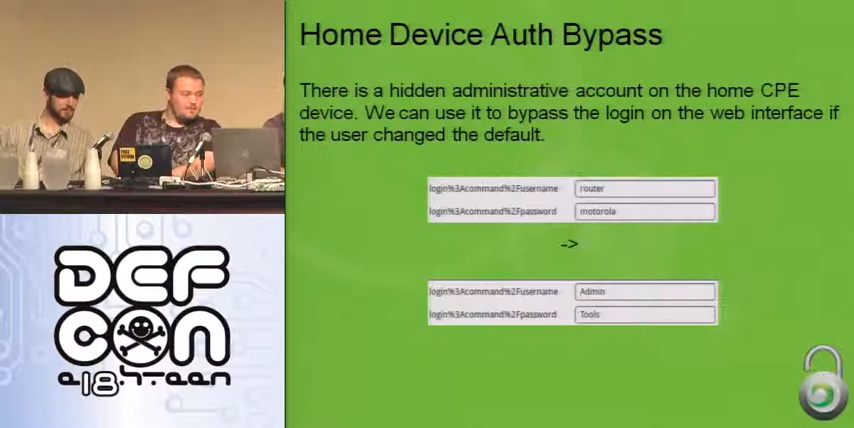 Home Device Auth Bypass
There is a hidden administrative account on the home CPE
device. We can use it to bypass the login on the web interface if
the user changed the default.
login%3Acommand%2Fusername router
login%3Acommand%2Fpassword motorola
->
login%3Acommand%2Fusername Admin
login%3Acommand%2Fpassword Tools
DEF
CON